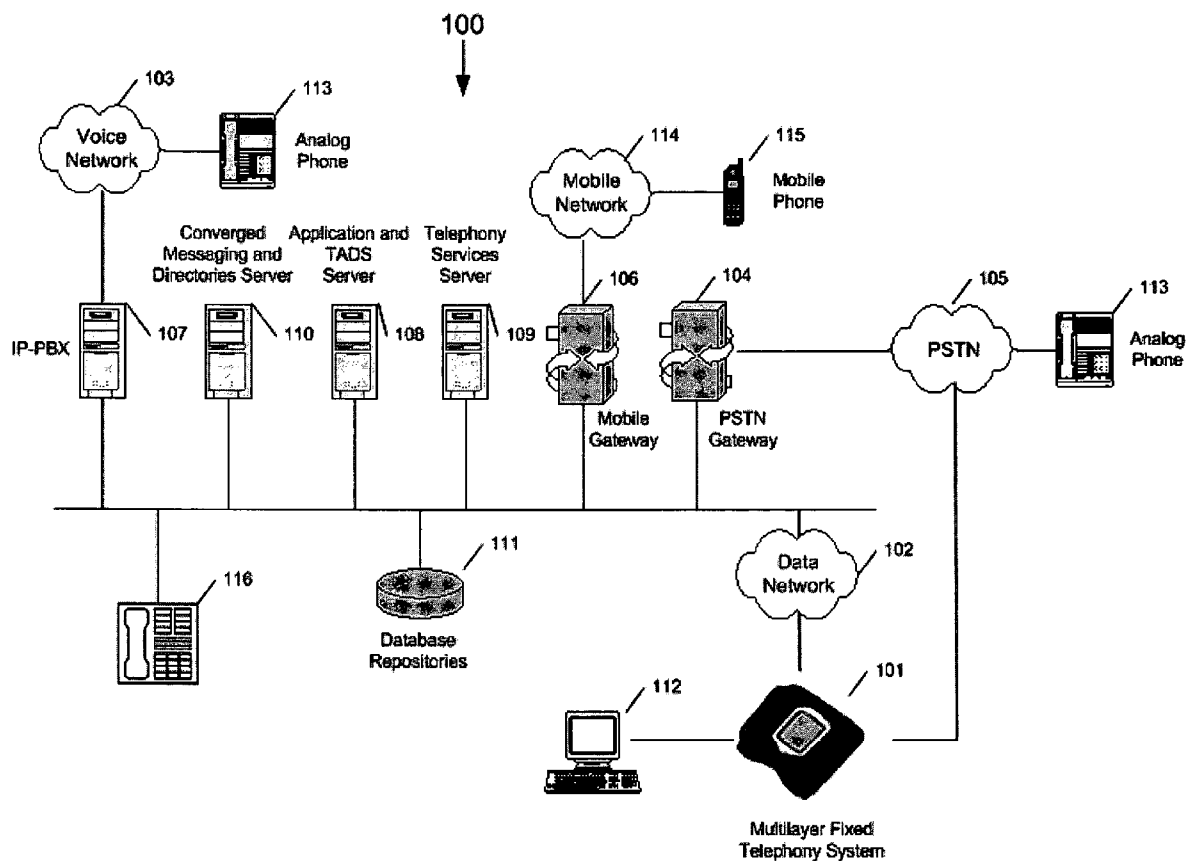 100
103
113
Voice
Network
Analog
Phone
114
115
Mobile
Network
Mobile
Phone
Converged
Messaging and
Directories Server
Application and
TADS
Server
Telephony
Services
Server
106
104
105
113
IP-PBX
107
110
108
109
PSTN
Analog
Phone
Mobile
Gateway
PSTN
Gateway
116
111
Database
Repositories
Data
Network
102
112
101
Multilayer Fixed
Telephony System